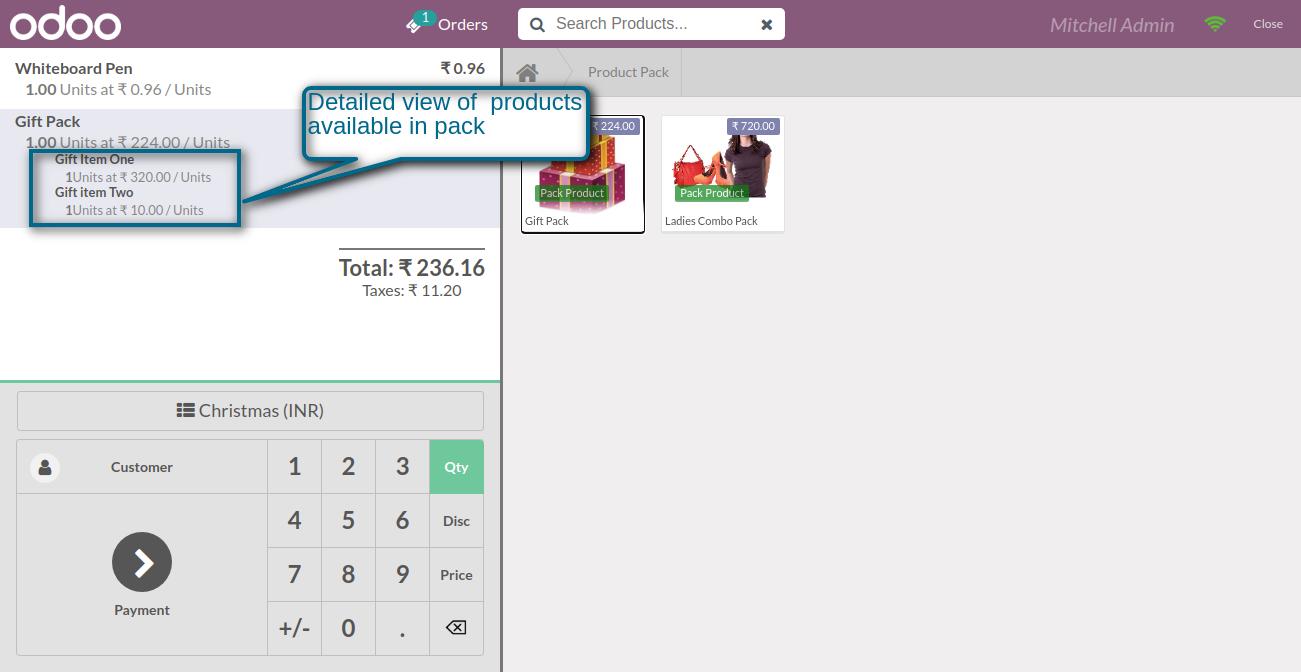 odoo
1
Orders
Search Products...
Mitchell Admin
Close
Whiteboard Pen ₹ 0.96
1.00 Units at ₹ 0.96 / Units
Gift Pack
1.00 Units at ₹ 224.00 / Units
Gift Item One
1Units at ₹ 320.00 / Units
Gift item Two
1Units at ₹ 10.00 / Units
Detailed view of  products
available in pack
Total: ₹ 236.16
Taxes: ₹ 11.20
Product Pack
₹ 224.00
Pack Product
Gift Pack
₹ 720.00
Pack Product
Ladies Combo Pack
Christmas (INR)
Customer
Payment
1 2 3 Qty
4 5 6 Disc
7 8 9 Price
+/- 0 .